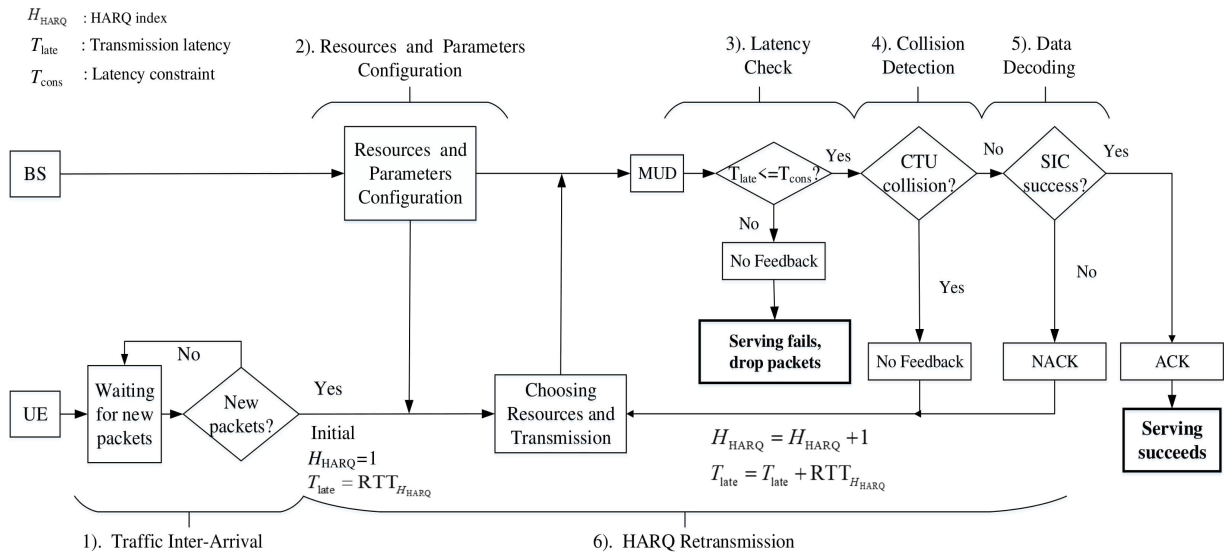 H_HARQ : HARQ index
T_late : Transmission latency
T_cons : Latency constraint
2). Resources and Parameters
Configuration
3). Latency
Check
4). Collision
Detection
5). Data
Decoding
BS
Resources and
Parameters
Configuration
MUD
T_late<=T_cons?
Yes
CTU
collision?
No
SIC
success?
Yes
No
No Feedback
Yes
No
Serving fails,
drop packets
No Feedback
NACK
ACK
Serving
succeeds
No
UE
Waiting
for new
packets
New
packets?
Yes
Initial
H_HARQ=1
T_late = RTT_H_HARQ
Choosing
Resources and
Transmission
H_HARQ = H_HARQ +1
T_late = T_late + RTT_H_HARQ
1). Traffic Inter-Arrival
6). HARQ Retransmission